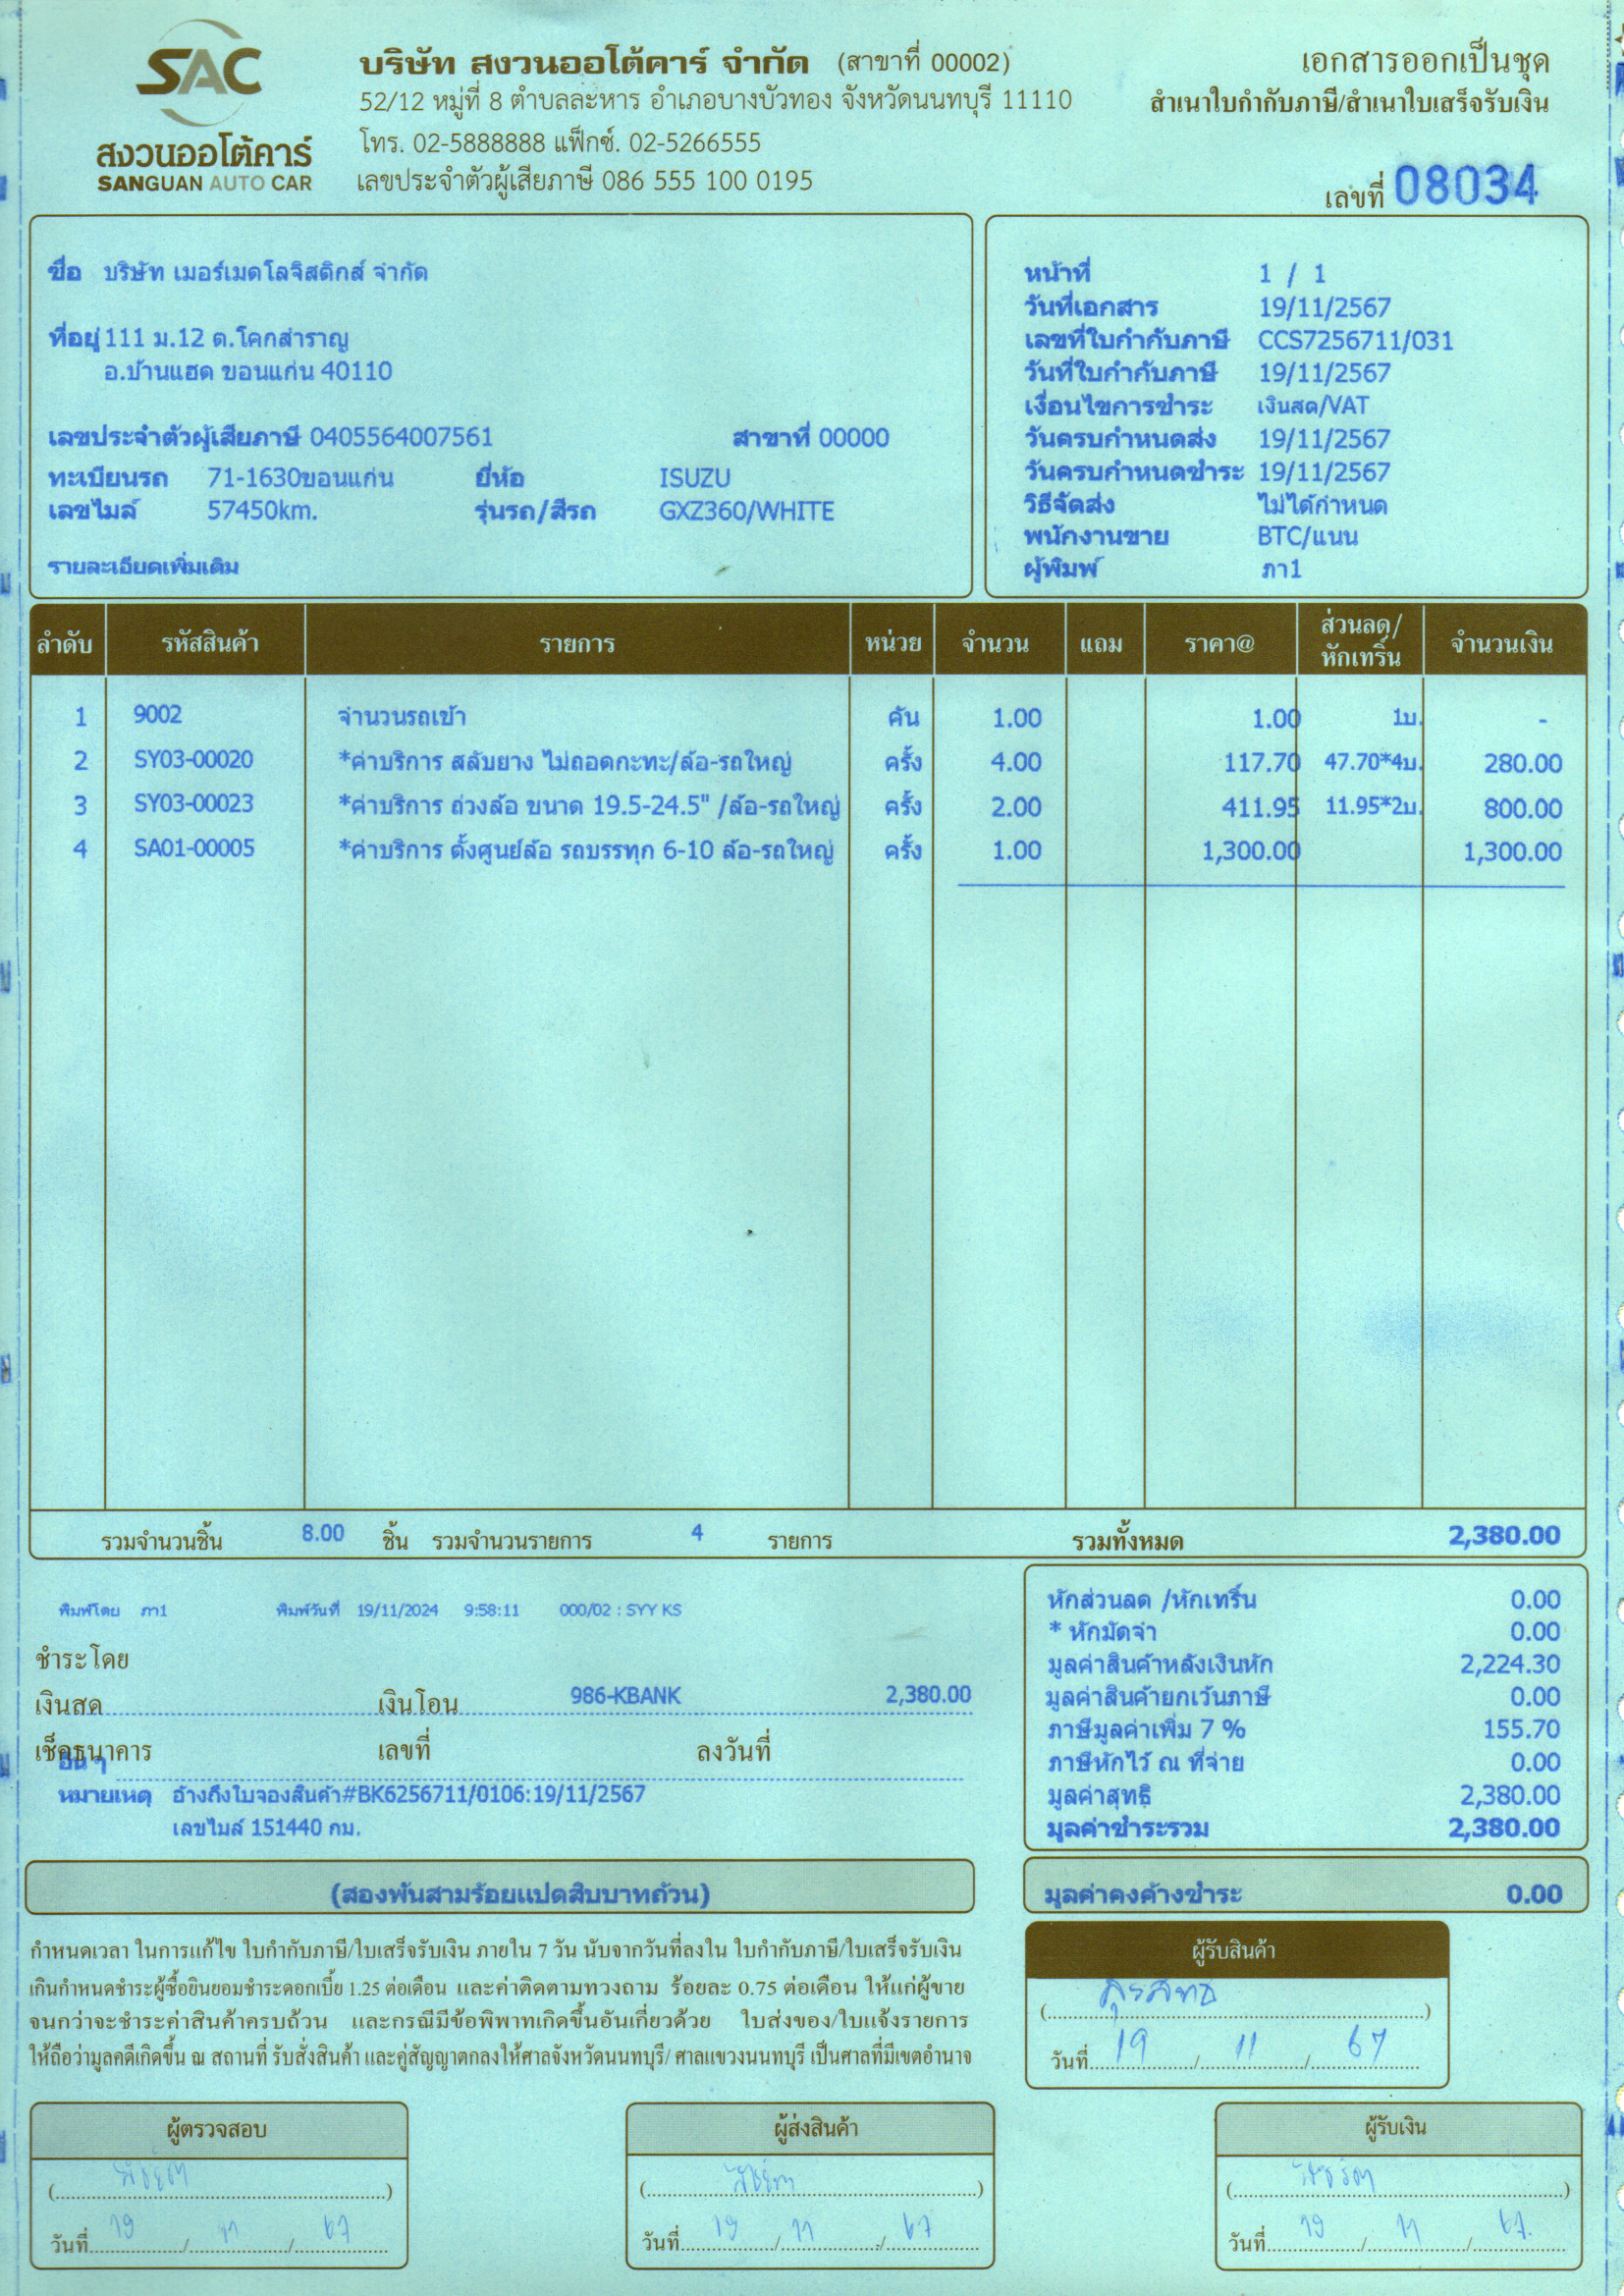 SAC
สงวนออโต้คาร์
SANGUAN AUTO CAR
บริษัท สงวนออโต้คาร์ จำกัด (สาขาที่ 00002)
52/12 หมู่ที่ 8 ตำบลละหาร อำเภอบางบัวทอง จังหวัดนนทบุรี 11110
โทร. 02-5888888 แฟ็กซ์. 02-5266555
เลขประจำตัวผู้เสียภาษี 086 555 100 0195
เอกสารออกเป็นชุด
สำเนาใบกำกับภาษี/สำเนาใบเสร็จรับเงิน
เลขที่ 08034
ชื่อ บริษัท เมอร์เมดโลจิสติกส์ จำกัด
ที่อยู่ 111 ม.12 ต.โคกสำราญ
อ.บ้านแฮด ขอนแก่น 40110
เลขประจำตัวผู้เสียภาษี 0405564007561 สาขาที่ 00000
ทะเบียนรถ 71-1630ขอนแก่น ยี่ห้อ ISUZU
เลขไมล์ 57450km. รุ่นรถ/สีรถ GXZ360/WHITE
รายละเอียดเพิ่มเติม
หน้าที่ 1 / 1
วันที่เอกสาร 19/11/2567
เลขที่ใบกำกับภาษี CCS7256711/031
วันที่ใบกำกับภาษี 19/11/2567
เงื่อนไขการชำระ เงินสด/VAT
วันครบกำหนดส่ง 19/11/2567
วันครบกำหนดชำระ 19/11/2567
วิธีจัดส่ง ไม่ได้กำหนด
พนักงานขาย BTC/แนน
ผู้พิมพ์ ภา1
ลำดับ รหัสสินค้า รายการ หน่วย จำนวน แถม ราคา@ ส่วนลด/หักเทริ์น จำนวนเงิน
1 9002 จำนวนรถเข้า คัน 1.00 1.00 1บ. -
2 SY03-00020 *ค่าบริการ สลับยาง ไม่ถอดกะทะ/ล้อ-รถใหญ่ ครั้ง 4.00 117.70 47.70*4บ. 280.00
3 SY03-00023 *ค่าบริการ ถ่วงล้อ ขนาด 19.5-24.5" /ล้อ-รถใหญ่ ครั้ง 2.00 411.95 11.95*2บ. 800.00
4 SA01-00005 *ค่าบริการ ตั้งศูนย์ล้อ รถบรรทุก 6-10 ล้อ-รถใหญ่ ครั้ง 1.00 1,300.00 1,300.00
รวมจำนวนชิ้น 8.00 ชิ้น รวมจำนวนรายการ 4 รายการ รวมทั้งหมด 2,380.00
พิมพ์โดย ภา1 พิมพ์วันที่ 19/11/2024 9:58:11 000/02 : SYY KS
ชำระโดย
เงินสด เงินโอน 986-KBANK 2,380.00
เช็คธนาคาร เลขที่ ลงวันที่
อื่น ๆ
หมายเหตุ อ้างถึงใบจองสินค้า#BK6256711/0106:19/11/2567
เลขไมล์ 151440 กม.
หักส่วนลด /หักเทริ์น 0.00
* หักมัดจำ 0.00
มูลค่าสินค้าหลังเงินหัก 2,224.30
มูลค่าสินค้ายกเว้นภาษี 0.00
ภาษีมูลค่าเพิ่ม 7 % 155.70
ภาษีหักไว้ ณ ที่จ่าย 0.00
มูลค่าสุทธิ 2,380.00
มูลค่าชำระรวม 2,380.00
(สองพันสามร้อยแปดสิบบาทถ้วน)
มูลค่าคงค้างชำระ 0.00
กำหนดเวลา ในการแก้ไข ใบกำกับภาษี/ใบเสร็จรับเงิน ภายใน 7 วัน นับจากวันที่ลงใน ใบกำกับภาษี/ใบเสร็จรับเงิน
เกินกำหนดชำระผู้ซื้อยินยอมชำระดอกเบี้ย 1.25 ต่อเดือน และค่าติดตามทวงถาม ร้อยละ 0.75 ต่อเดือน ให้แก่ผู้ขาย
จนกว่าจะชำระค่าสินค้าครบถ้วน และกรณีมีข้อพิพาทเกิดขึ้นอันเกี่ยวด้วย ใบส่งของ/ใบแจ้งรายการ
ให้ถือว่ามูลคดีเกิดขึ้น ณ สถานที่ รับสั่งสินค้า และคู่สัญญาตกลงให้ศาลจังหวัดนนทบุรี/ ศาลแขวงนนทบุรี เป็นศาลที่มีเขตอำนาจ
ผู้รับสินค้า
วันที่ 19 / 11 / 67
ผู้ตรวจสอบ
วันที่ 19 / 11 / 67
ผู้ส่งสินค้า
วันที่ 19 / 11 / 67
ผู้รับเงิน
วันที่ 19 / 11 / 67